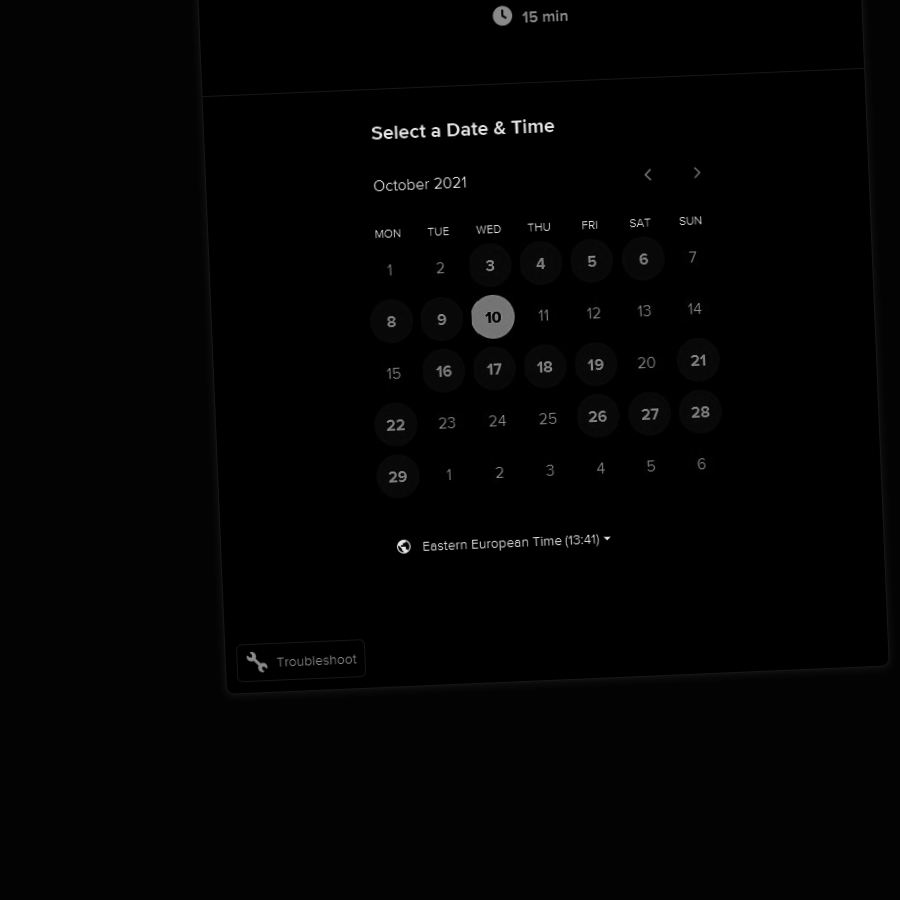 15 min
Select a Date & Time
October 2021
MON TUE WED THU FRI SAT SUN
1 2 3 4 5 6 7
8 9 10 11 12 13 14
15 16 17 18 19 20 21
22 23 24 25 26 27 28
29 1 2 3 4 5 6
Eastern European Time (13:41)
Troubleshoot